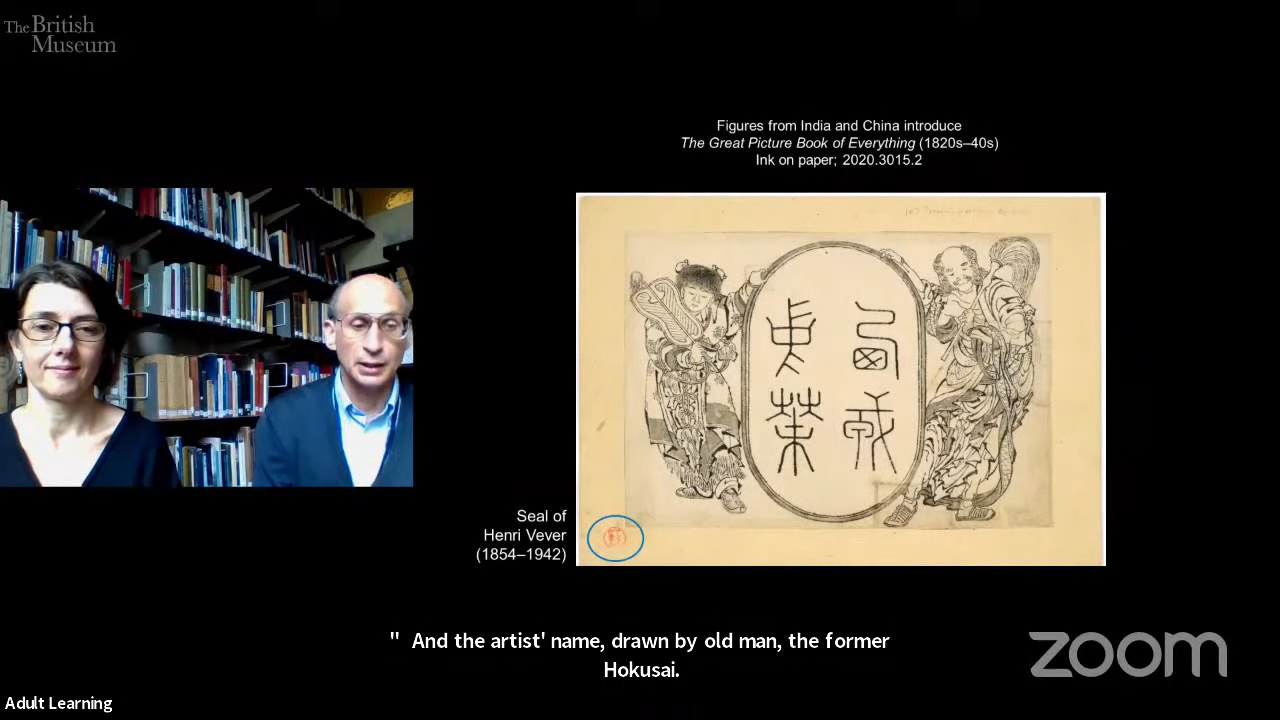 The British
Museum
Figures from India and China introduce
The Great Picture Book of Everything (1820s–40s)
Ink on paper; 2020.3015.2
Seal of
Henri Vever
(1854–1942)
" And the artist' name, drawn by old man, the former
Hokusai.
zoom
Adult Learning